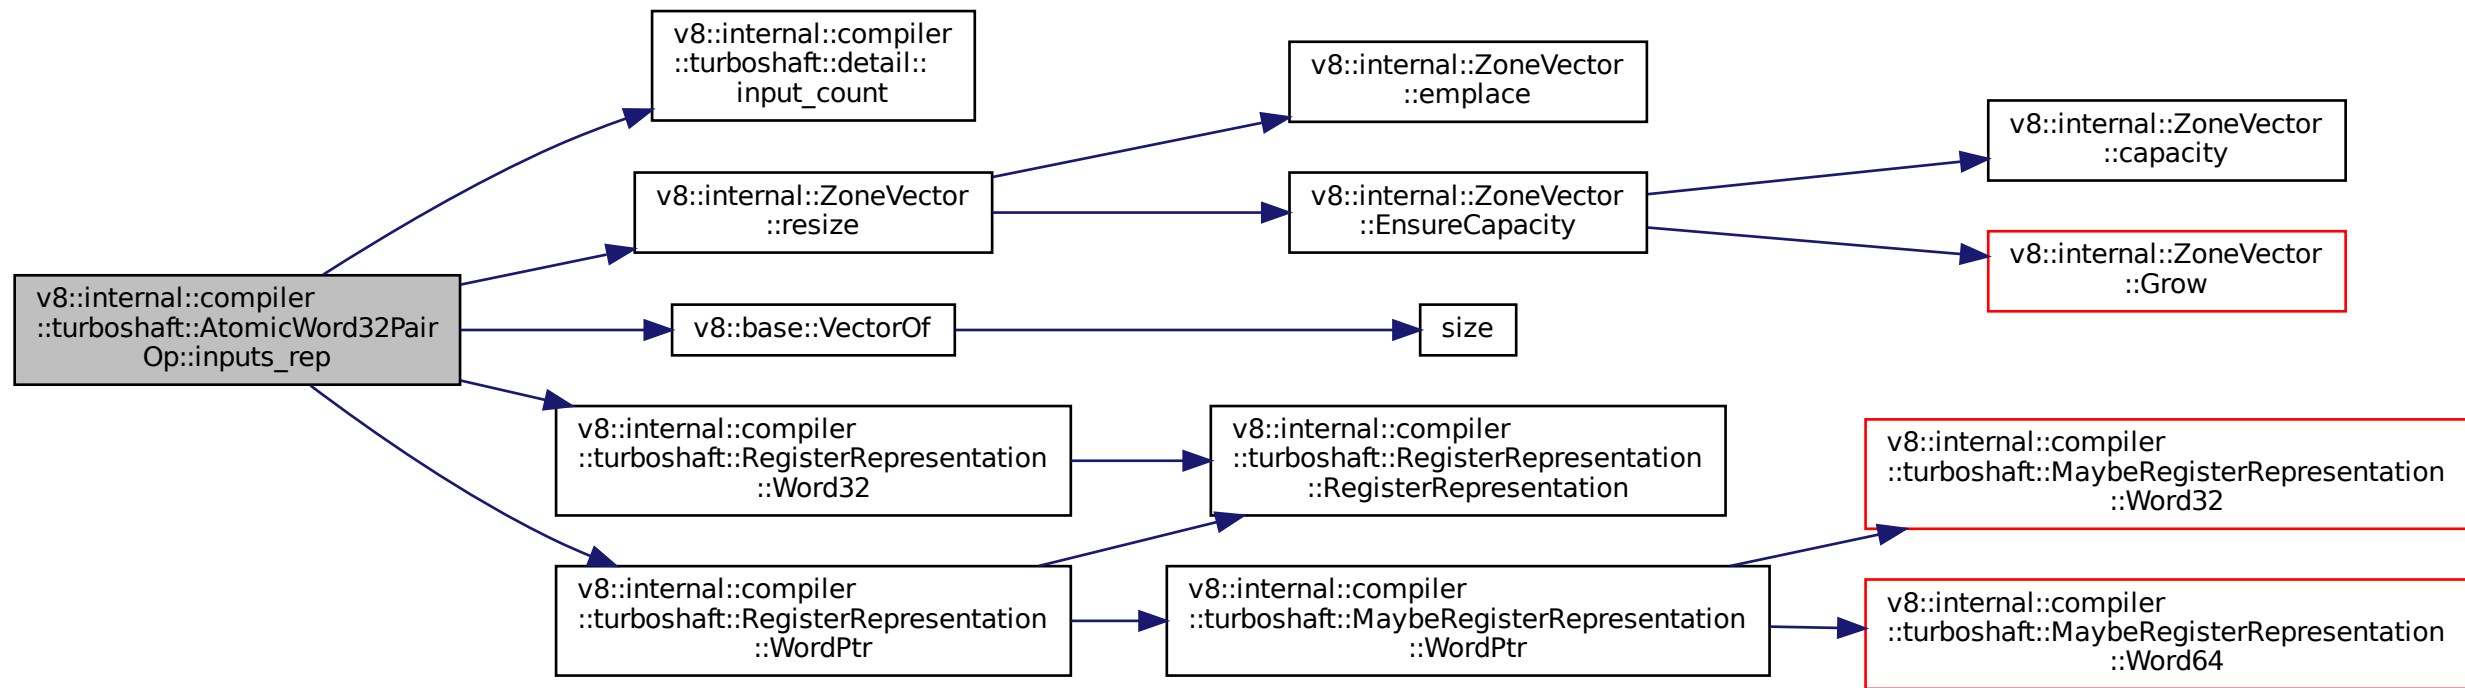 v8::internal::compiler
::turboshaft::AtomicWord32Pair
Op::inputs_rep
v8::internal::compiler
::turboshaft::detail::
input_count
v8::internal::ZoneVector
::resize
v8::internal::ZoneVector
::emplace
v8::internal::ZoneVector
::EnsureCapacity
v8::internal::ZoneVector
::capacity
v8::internal::ZoneVector
::Grow
v8::base::VectorOf
size
v8::internal::compiler
::turboshaft::RegisterRepresentation
::Word32
v8::internal::compiler
::turboshaft::RegisterRepresentation
::RegisterRepresentation
v8::internal::compiler
::turboshaft::RegisterRepresentation
::WordPtr
v8::internal::compiler
::turboshaft::MaybeRegisterRepresentation
::WordPtr
v8::internal::compiler
::turboshaft::MaybeRegisterRepresentation
::Word32
v8::internal::compiler
::turboshaft::MaybeRegisterRepresentation
::Word64